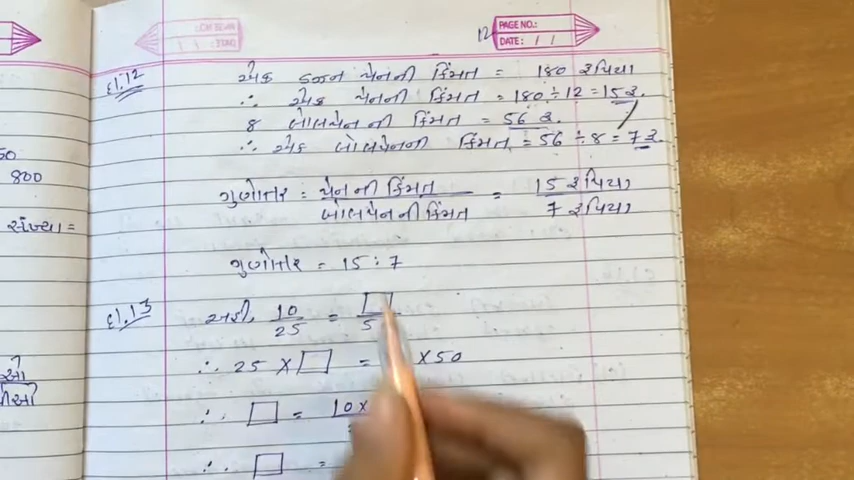 PAGE NO.:
12
DATE: / /
દા.12 એક ડઝન પેનની કિંમત = 180 રૂપિયા
∴ એક પેનની કિંમત = 180 ÷ 12 = 15 રૂ.
8 બોલપેનની કિંમત = 56 રૂ.
∴ એક બોલપેનની કિંમત = 56 ÷ 8 = 7 રૂ.
ગુણોત્તર = પેનની કિંમત / બોલપેનની કિંમત = 15 રૂપિયા / 7 રૂપિયા
ગુણોત્તર = 15 : 7
દા.13 અહી, 10/25 = □/5
∴ 25 × □ = × 50
∴ □ = 10 ×
∴ □ =
800
સંખ્યા =